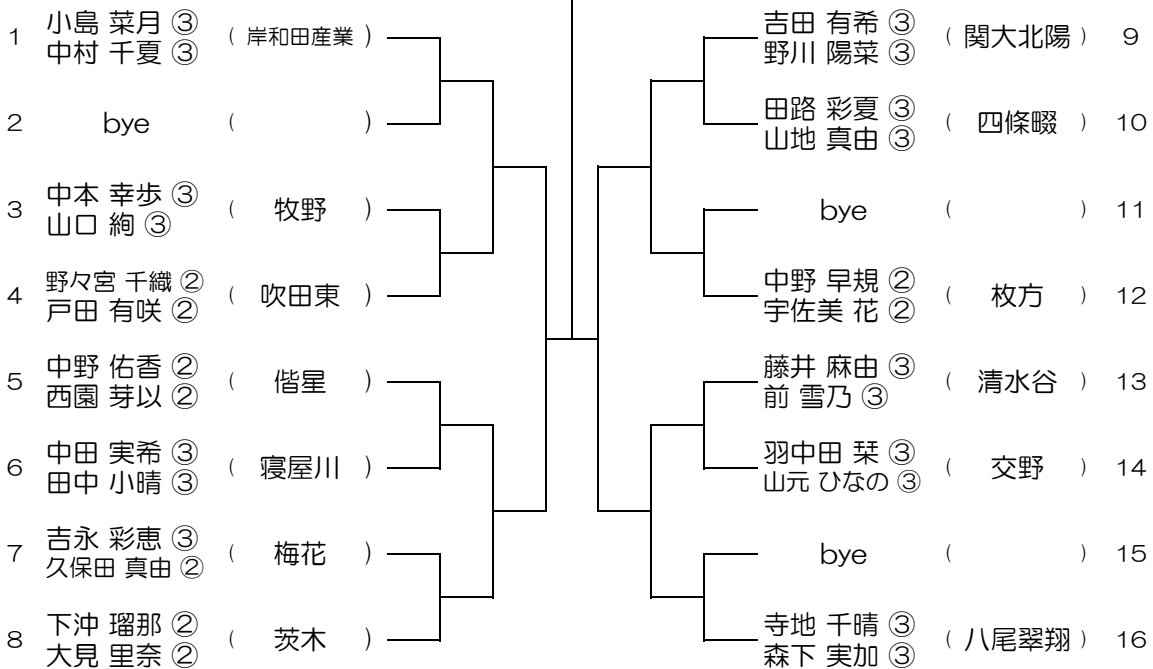 1 小島 菜月 ③ ( 岸和田産業 )
中村 千夏 ③
2 bye ( )
3 中本 幸歩 ③ ( 牧野 )
山口 絢 ③
4 野々宮 千織 ② ( 吹田東 )
戸田 有咲 ②
5 中野 佑香 ② ( 偕星 )
西園 芽以 ②
6 中田 実希 ③ ( 寝屋川 )
田中 小晴 ③
7 吉永 彩恵 ③ ( 梅花 )
久保田 真由 ②
8 下沖 瑠那 ② ( 茨木 )
大見 里奈 ②
吉田 有希 ③ ( 関大北陽 ) 9
野川 陽菜 ③
田路 彩夏 ③ ( 四條畷 ) 10
山地 真由 ③
bye ( ) 11
中野 早規 ② ( 枚方 ) 12
宇佐美 花 ②
藤井 麻由 ③ ( 清水谷 ) 13
前 雪乃 ③
羽中田 栞 ③ ( 交野 ) 14
山元 ひなの ③
bye ( ) 15
寺地 千晴 ③ ( 八尾翠翔 ) 16
森下 実加 ③